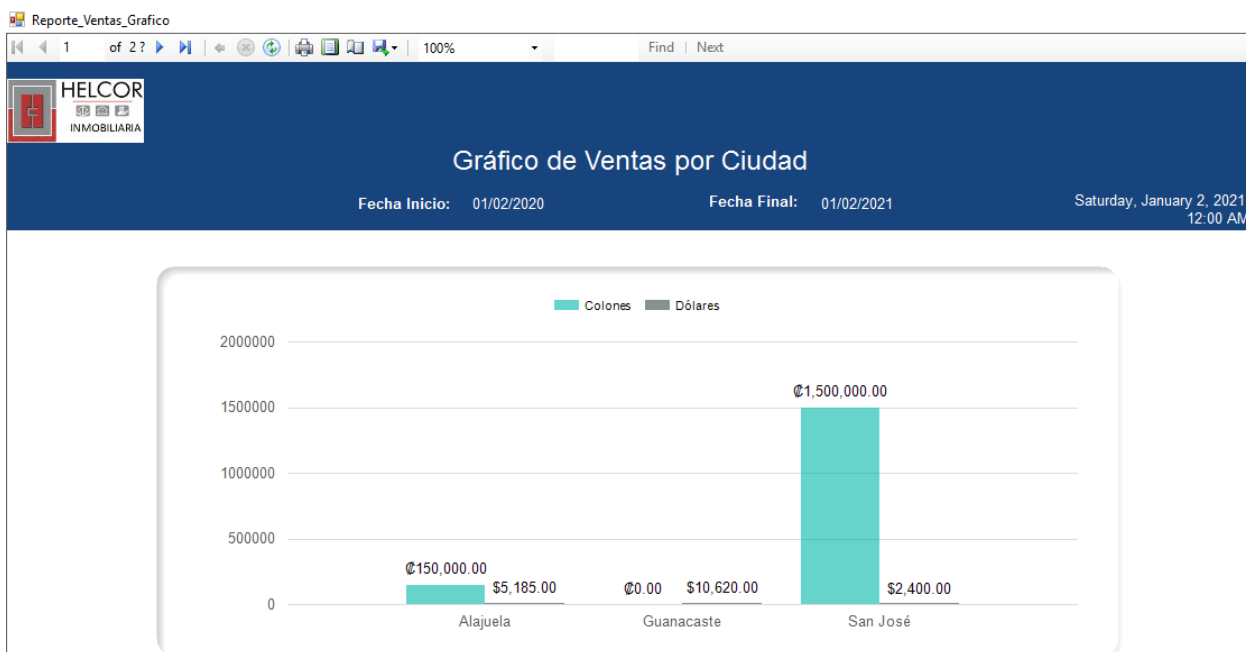 Reporte_Ventas_Grafico
1 of 2 ? 100% Find | Next
HELCOR
INMOBILIARIA
Gráfico de Ventas por Ciudad
Fecha Inicio: 01/02/2020 Fecha Final: 01/02/2021 Saturday, January 2, 2021
12:00 AM
Colones Dólares
2000000
₡1,500,000.00
1500000
1000000
500000
₡150,000.00
$5,185.00 ₡0.00 $10,620.00 $2,400.00
0
Alajuela Guanacaste San José